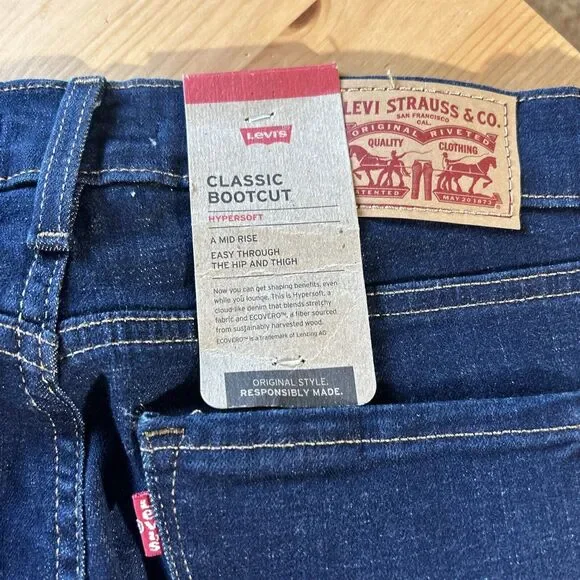 Levi's
CLASSIC
BOOTCUT
HYPERSOFT
A MID RISE
EASY THROUGH
THE HIP AND THIGH
Now you can get shaping benefits, even
while you lounge. This is Hypersoft, a
cloud-like denim that blends stretchy
fabric and ECOVERO™, a fiber sourced
from sustainably harvested wood.
ECOVERO™ is a trademark of Lenzing AG
ORIGINAL STYLE.
RESPONSIBLY MADE.
LEVI STRAUSS & CO.
SAN FRANCISCO
CAL.
ORIGINAL RIVETED
QUALITY CLOTHING
PATENTED MAY 20 1873
LEVI'S